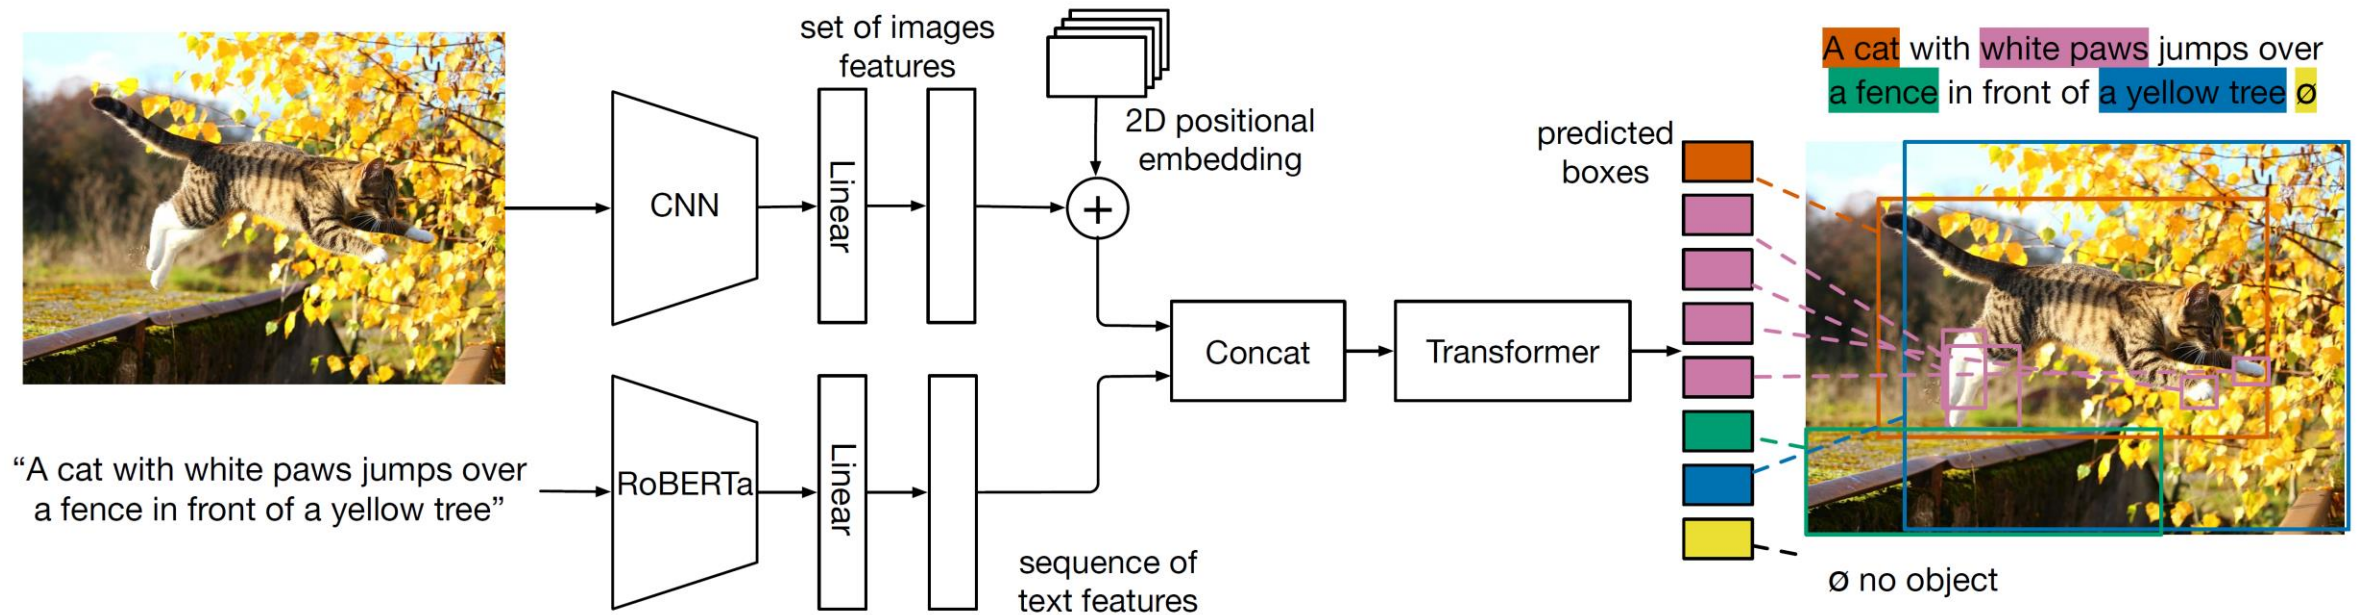 set of images
features
2D positional
embedding
CNN
Linear
"A cat with white paws jumps over
a fence in front of a yellow tree"
RoBERTa
Linear
sequence of
text features
Concat
Transformer
predicted
boxes
A cat with white paws jumps over
a fence in front of a yellow tree ø
ø no object
+